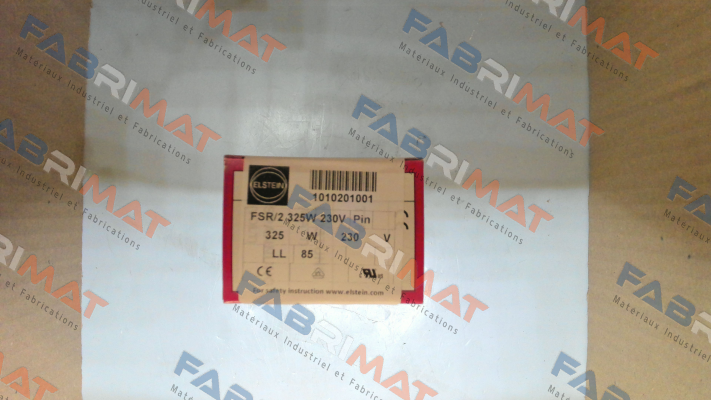 ELSTEIN
1010201001
FSR/2 325W 230V Pin
325 W 230 V
LL 85
CE
For safety instruction www.elstein.com
FABRIMAT
Materiaux Industriel et Fabrications